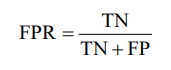 FPR = TN / (TN + FP)